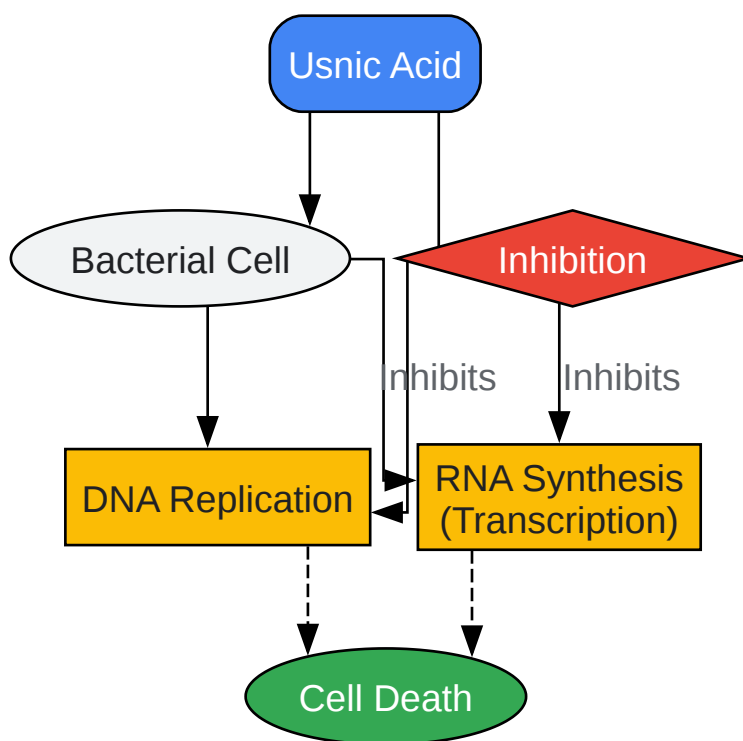 Usnic Acid
Bacterial Cell
Inhibition
Inhibits
Inhibits
DNA Replication
RNA Synthesis
(Transcription)
Cell Death